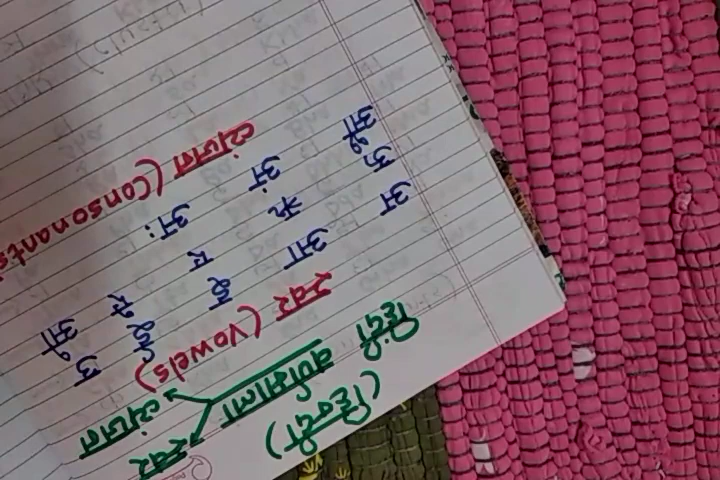 (हिन्दी)
हिंदी वर्णमाला स्वर
व्यंजन
स्वर (Vowels)
अ आ इ ई उ
ऊ ऋ ए ऐ ओ
औ अं अः
व्यंजन (Consonants